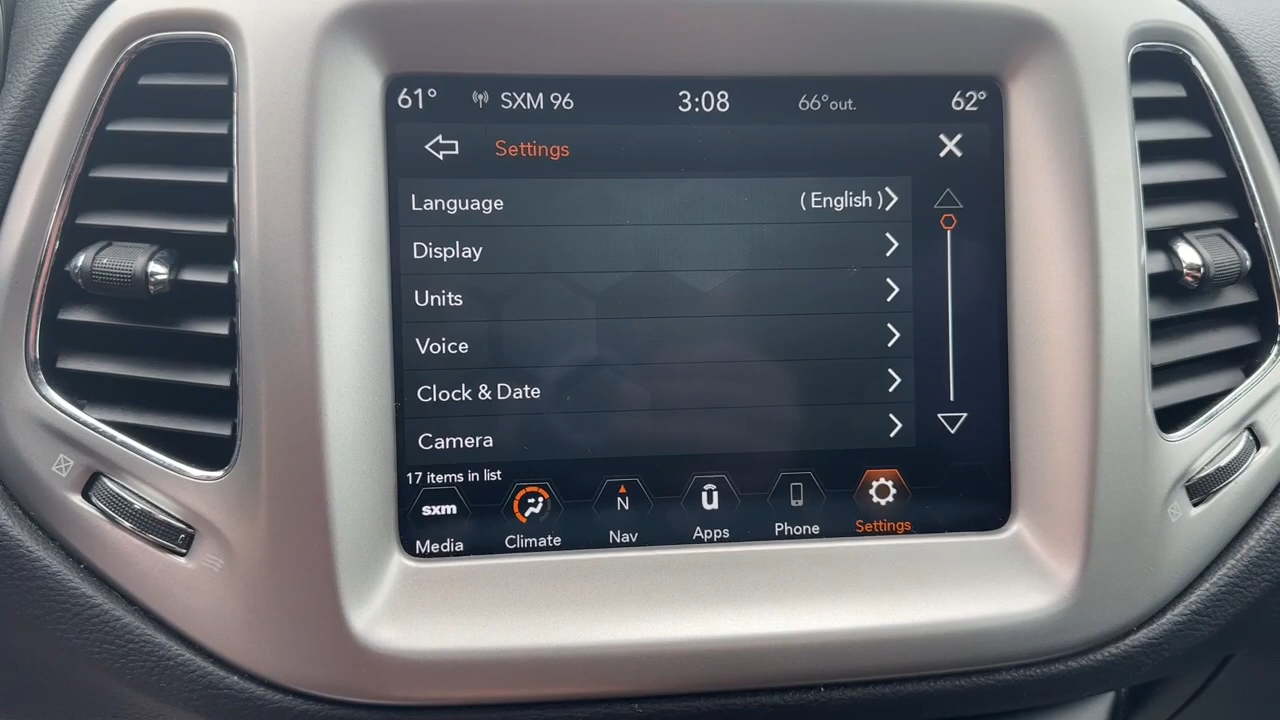 61° SXM 96 3:08 66°out. 62°
Settings
Language ( English )
Display
Units
Voice
Clock & Date
Camera
17 items in list
sxm N û
Media Climate Nav Apps Phone Settings